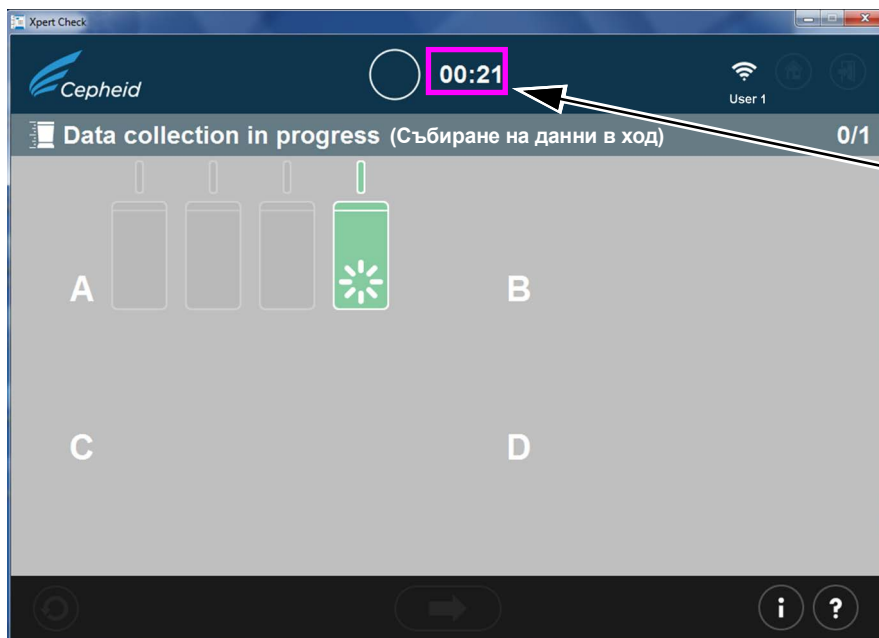 Xpert Check
Cepheid
00:21
User 1
Data collection in progress (Събиране на данни в ход) 0/1
A
B
C
D
i ?